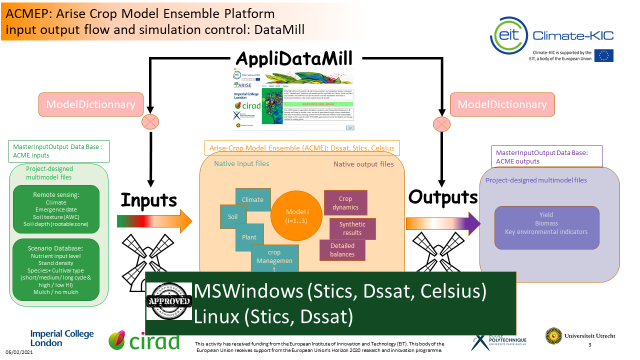 ACMEP: Arise Crop Model Ensemble Platform
input output flow and simulation control: DataMill
eit
Climate-KIC
Climate-KIC is supported by the
EIT, a body of the European Union
AppliDataMill
ModelDictionnary
ModelDictionnary
Imperial College
London
cirad
MasterInputOutput Data Base :
ACME inputs
Project-designed
multimodel files
Remote sensing:
Climate
Emergence date
Soil texture (AWC)
Soil depth (rootable zone)
Scenario Database:
Nutrient input level
Stand density
Species + Cultivar type
(short/medium/long cycle &
high / low HI)
Mulch / no mulch
Inputs
Arise-Crop Model Ensemble (ACME): Dssat, Stics, Celsius
Native input files
Native output files
Climate
Soil
Plant
crop
Managemen
t
Model i
(i=1...3)
Crop
dynamics
Synthetic
results
Detailed
balances
Outputs
MasterInputOutput Data Base:
ACME outputs
Project-designed multimodel files
Yield
Biomass
Key environmental indicators
APPROVED
MSWindows (Stics, Dssat, Celsius)
Linux (Stics, Dssat)
Imperial College
London
cirad
This activity has received funding from the European Institute of Innovation and Technology (EIT). This body of the
European Union receives support from the European Union's Horizon 2020 research and innovation programme.
POLYTECHNIQUE
Universiteit Utrecht
05/02/2021
3